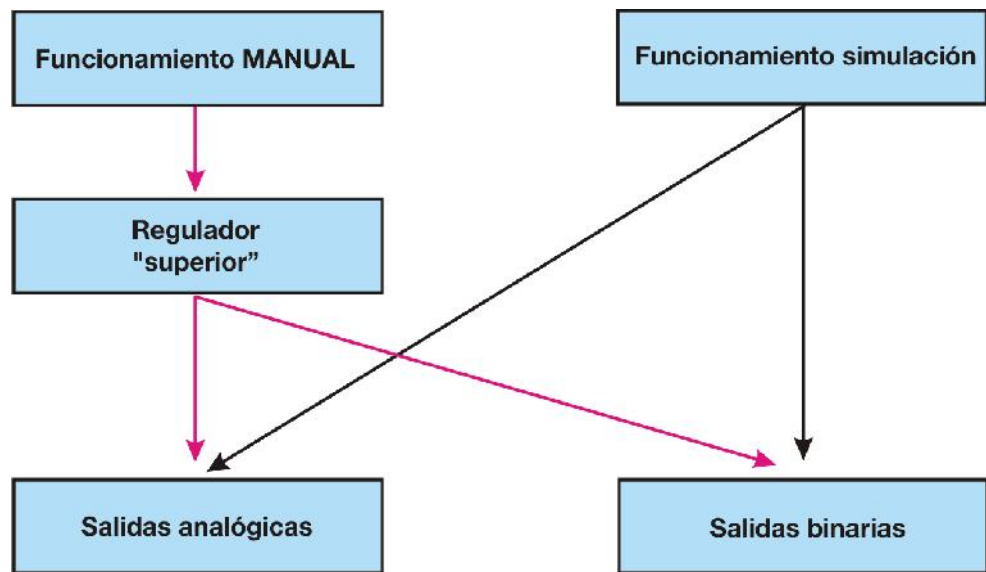 Funcionamiento MANUAL
Funcionamiento simulación
Regulador
"superior”
Salidas analógicas
Salidas binarias